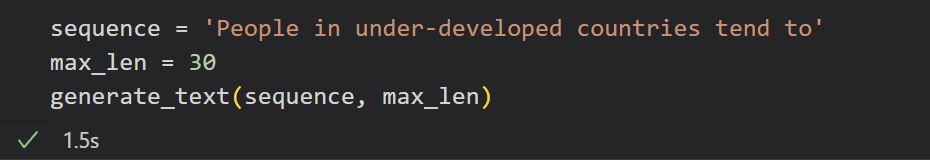 sequence = 'People in under-developed countries tend to'
max_len = 30
generate_text(sequence, max_len)
1.5s